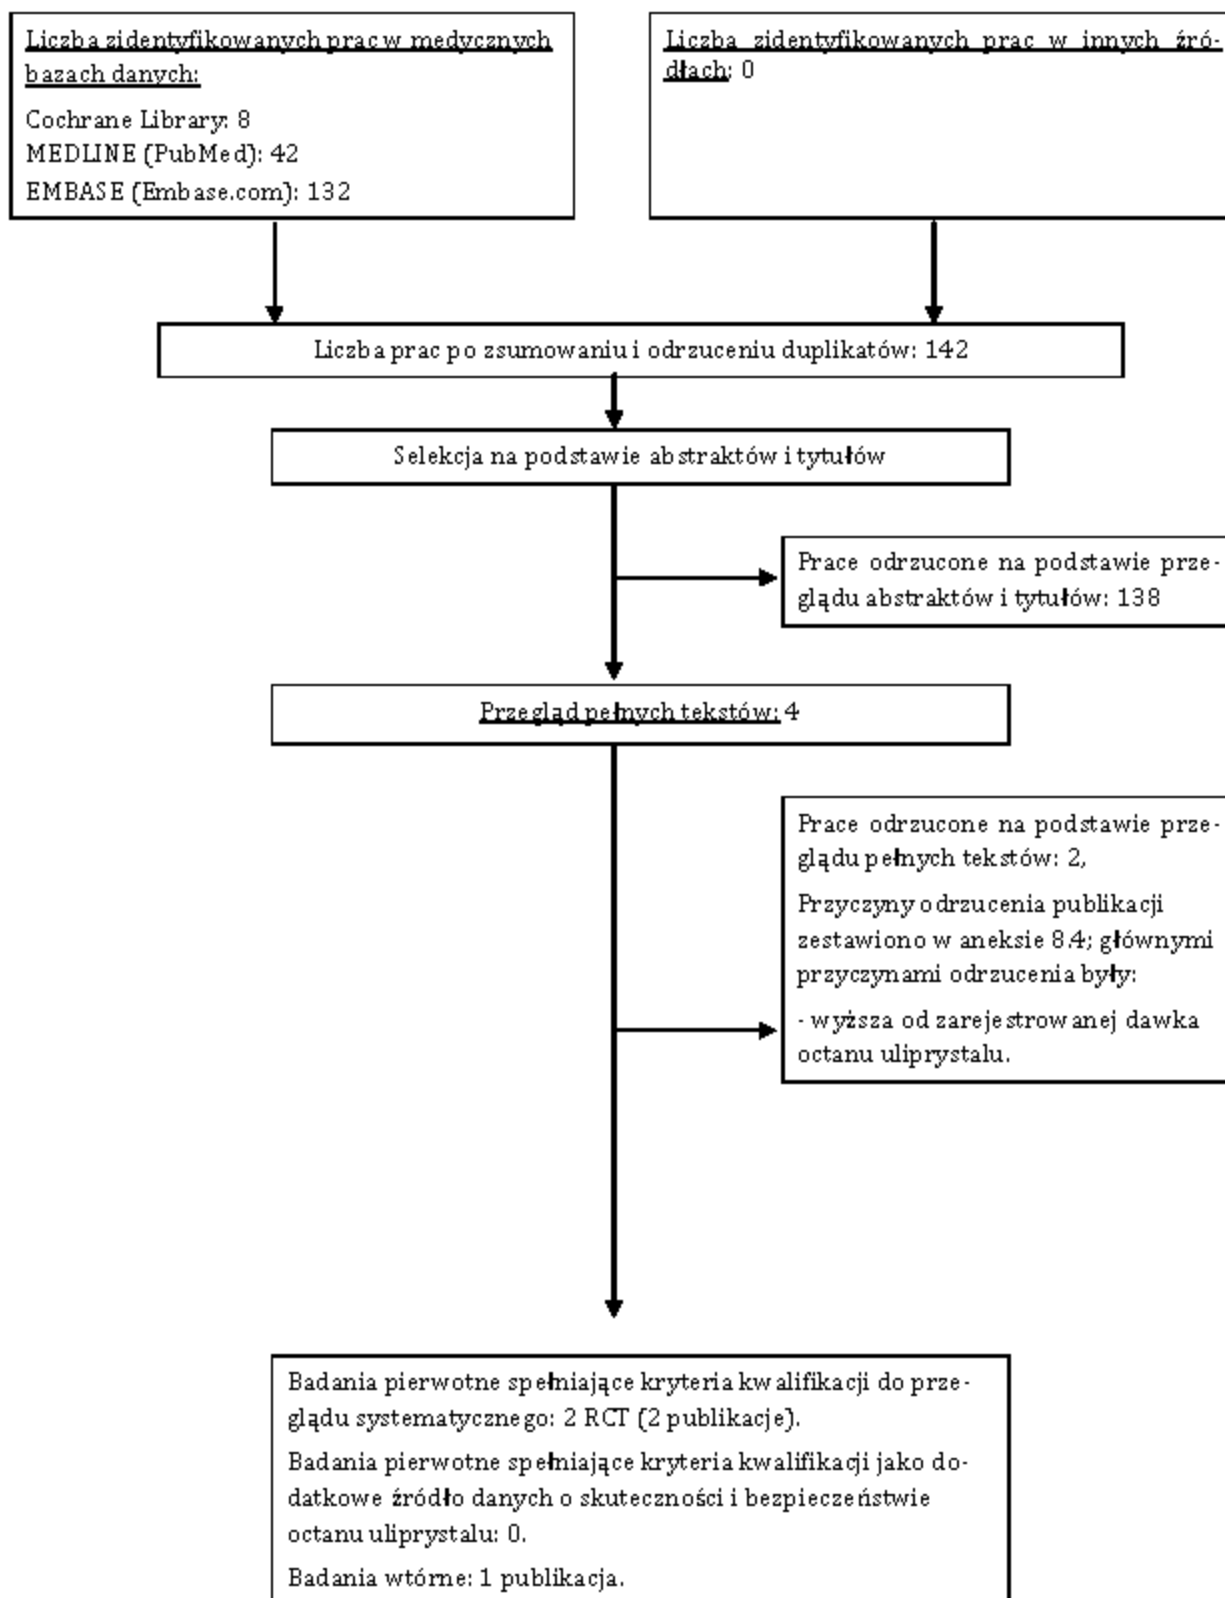 Liczba zidentyfikowanych prac w medycznych
bazach danych:
Cochrane Library: 8
MEDLINE (PubMed): 42
EMBASE (Embase.com): 132
Liczba zidentyfikowanych prac w innych źró-
dłach: 0
Liczba prac po zsumowaniu i odrzuceniu duplikatów: 142
Selekcja na podstawie abstraktów i tytułów
Prace odrzucone na podstawie prze-
glądu abstraktów i tytułów: 138
Przegląd pełnych tekstów: 4
Prace odrzucone na podstawie prze-
glądu pełnych tekstów: 2,
Przyczyny odrzucenia publikacji
zestawiono w aneksie 8.4; głównymi
przyczynami odrzucenia były:
- wyższa od zarejestrowanej dawka
octanu uliprystalu.
Badania pierwotne spełniające kryteria kwalifikacji do prze-
glądu systematycznego: 2 RCT (2 publikacje).
Badania pierwotne spełniające kryteria kwalifikacji jako do-
datkowe źródło danych o skuteczności i bezpieczeństwie
octanu uliprystalu: 0.
Badania wtórne: 1 publikacja.